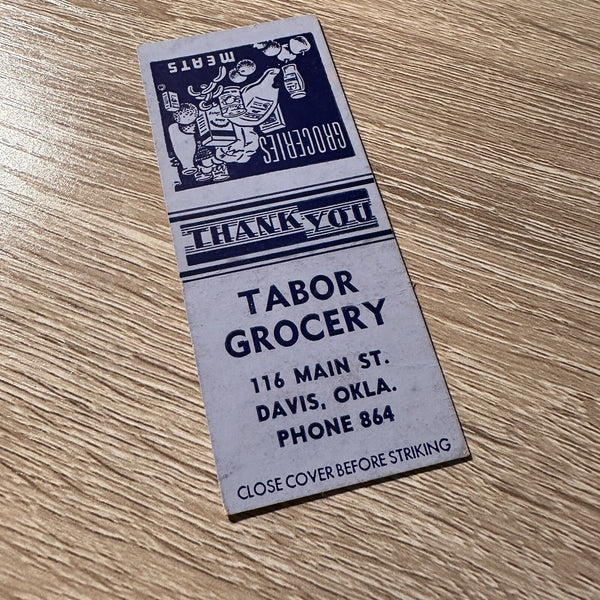 MEATS
GROCERIES
THANK YOU
TABOR
GROCERY
116 MAIN ST.
DAVIS, OKLA.
PHONE 864
CLOSE COVER BEFORE STRIKING